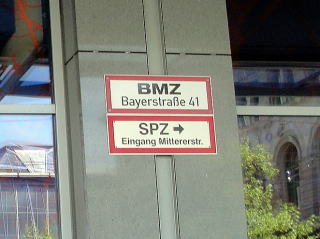 BMZ
Bayerstraße 41
SPZ →
Eingang Mittererstr.